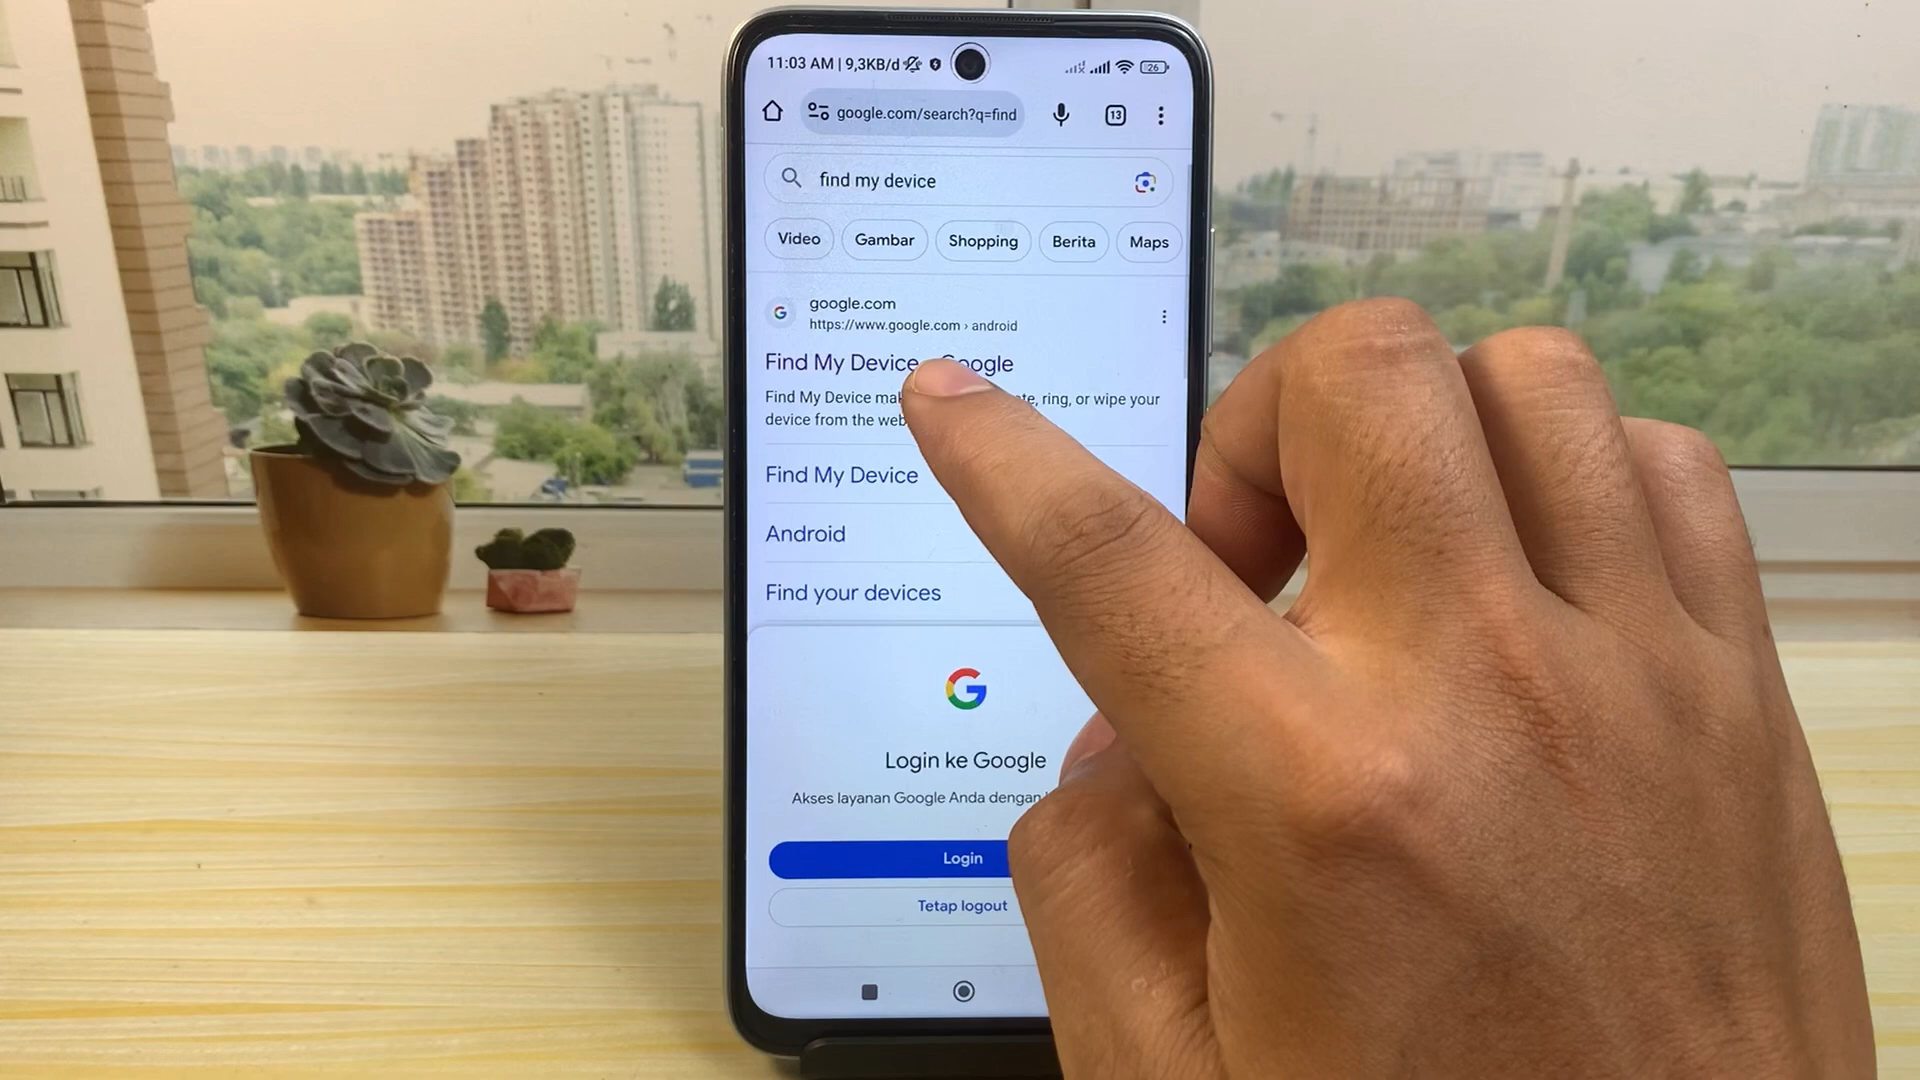 11:03 AM | 9,3KB/d
26
google.com/search?q=find
13
find my device
Video Gambar Shopping Berita Maps
google.com
https://www.google.com › android
Find My Device Google
Find My Device ring, or wipe your
device from the web
Find My Device
Android
Find your devices
Login ke Google
Akses layanan Google Anda dengan
Login
Tetap logout